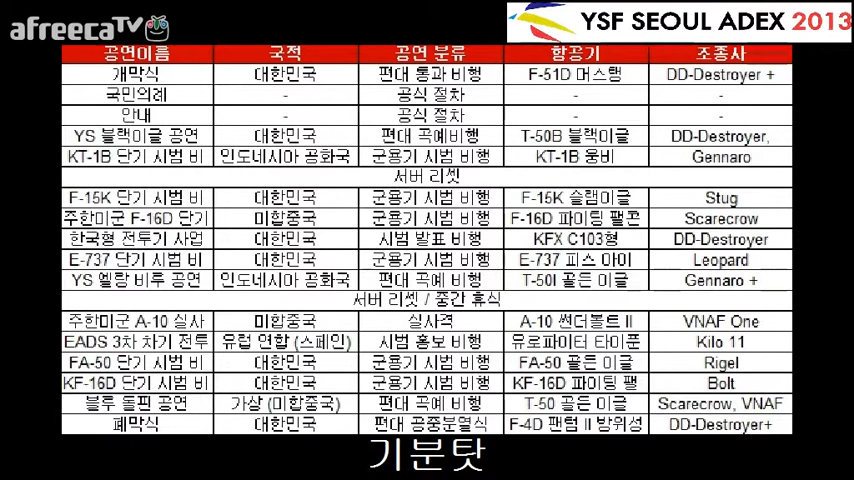 afreecaTV
YSF SEOUL ADEX 2013
공연이름 국적 공연 분류 항공기 조종사
개막식 대한민국 편대 통과 비행 F-51D 머스탱 DD-Destroyer +
국민의례 - 공식 절차 - -
안내 - 공식 절차 - -
YS 블랙이글 공연 대한민국 편대 곡예비행 T-50B 블랙이글 DD-Destroyer,
KT-1B 단기 시범 비 인도네시아 공화국 군용기 시범 비행 KT-1B 웅비 Gennaro
서버 리셋
F-15K 단기 시범 비 대한민국 군용기 시범 비행 F-15K 슬램이글 Stug
주한미군 F-16D 단기 미합중국 군용기 시범 비행 F-16D 파이팅 팰콘 Scarecrow
한국형 전투기 사업 대한민국 시범 발표 비행 KFX C103형 DD-Destroyer
E-737 단기 시범 비 대한민국 군용기 시범 비행 E-737 피스 아이 Leopard
YS 엘랑 비루 공연 인도네시아 공화국 편대 곡예 비행 T-50I 골든 이글 Gennaro +
서버 리셋 / 중간 휴식
주한미군 A-10 실사 미합중국 실사격 A-10 썬더볼트 II VNAF One
EADS 3차 차기 전투 유럽 연합 (스페인) 시범 홍보 비행 유로파이터 타이푼 Kilo 11
FA-50 단기 시범 비 대한민국 군용기 시범 비행 FA-50 골든 이글 Rigel
KF-16D 단기 시범 비 대한민국 군용기 시범 비행 KF-16D 파이팅 팰 Bolt
블루 돌핀 공연 가상 (미합중국) 편대 곡예 비행 T-50 골든 이글 Scarecrow, VNAF
폐막식 대한민국 편대 공중분열식 F-4D 팬텀 II 방위성 DD-Destroyer+
기분탓